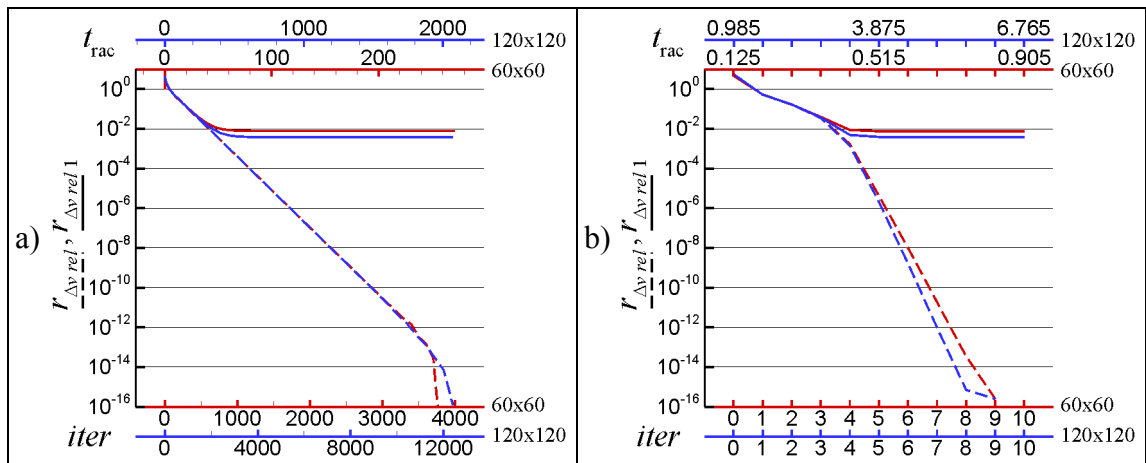 a)
0 1000 2000
t_rac 120x120
0 100 200
60x60
10^0
10^-2
10^-4
10^-6
10^-8
10^-10
10^-12
10^-14
10^-16
r_Δv rel, r_Δv rel 1
0 1000 2000 3000 4000 60x60
iter 0 4000 8000 12000 120x120
b)
0.985 3.875 6.765
t_rac 120x120
0.125 0.515 0.905
60x60
10^0
10^-2
10^-4
10^-6
10^-8
10^-10
10^-12
10^-14
10^-16
r_Δv rel, r_Δv rel 1
0 1 2 3 4 5 6 7 8 9 10 60x60
iter 0 1 2 3 4 5 6 7 8 9 10 120x120